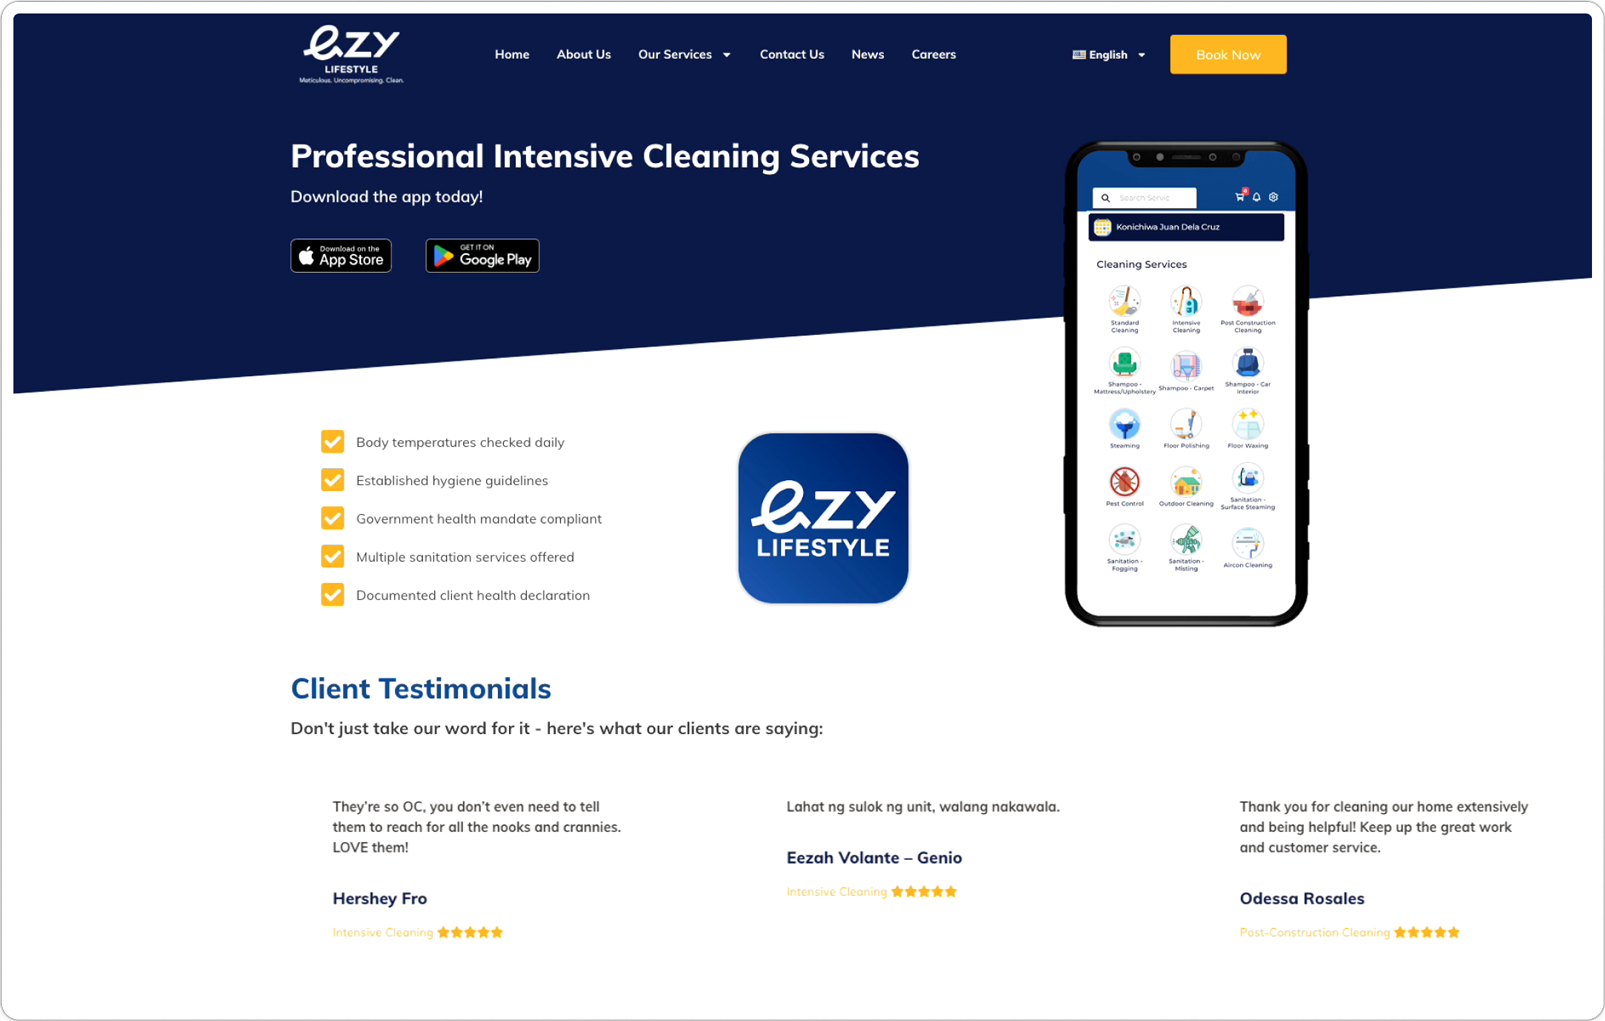 ezy
LIFESTYLE
Meticulous. Uncompromising. Clean.
Home About Us Our Services Contact Us News Careers English Book Now
Professional Intensive Cleaning Services
Download the app today!
Download on the
App Store
GET IT ON
Google Play
Search Servic
Konichiwa Juan Dela Cruz
Cleaning Services
Standard
Cleaning
Intensive
Cleaning
Post Construction
Cleaning
Shampoo -
Mattress/Upholstery
Shampoo - Carpet
Shampoo - Car
Interior
Steaming
Floor Polishing
Floor Waxing
Pest Control
Outdoor Cleaning
Sanitation -
Surface Steaming
Sanitation -
Fogging
Sanitation -
Misting
Aircon Cleaning
Body temperatures checked daily
Established hygiene guidelines
Government health mandate compliant
Multiple sanitation services offered
Documented client health declaration
ezy
LIFESTYLE
Client Testimonials
Don't just take our word for it - here's what our clients are saying:
They're so OC, you don't even need to tell
them to reach for all the nooks and crannies.
LOVE them!
Hershey Fro
Intensive Cleaning
Lahat ng sulok ng unit, walang nakawala.
Eezah Volante – Genio
Intensive Cleaning
Thank you for cleaning our home extensively
and being helpful! Keep up the great work
and customer service.
Odessa Rosales
Post-Construction Cleaning